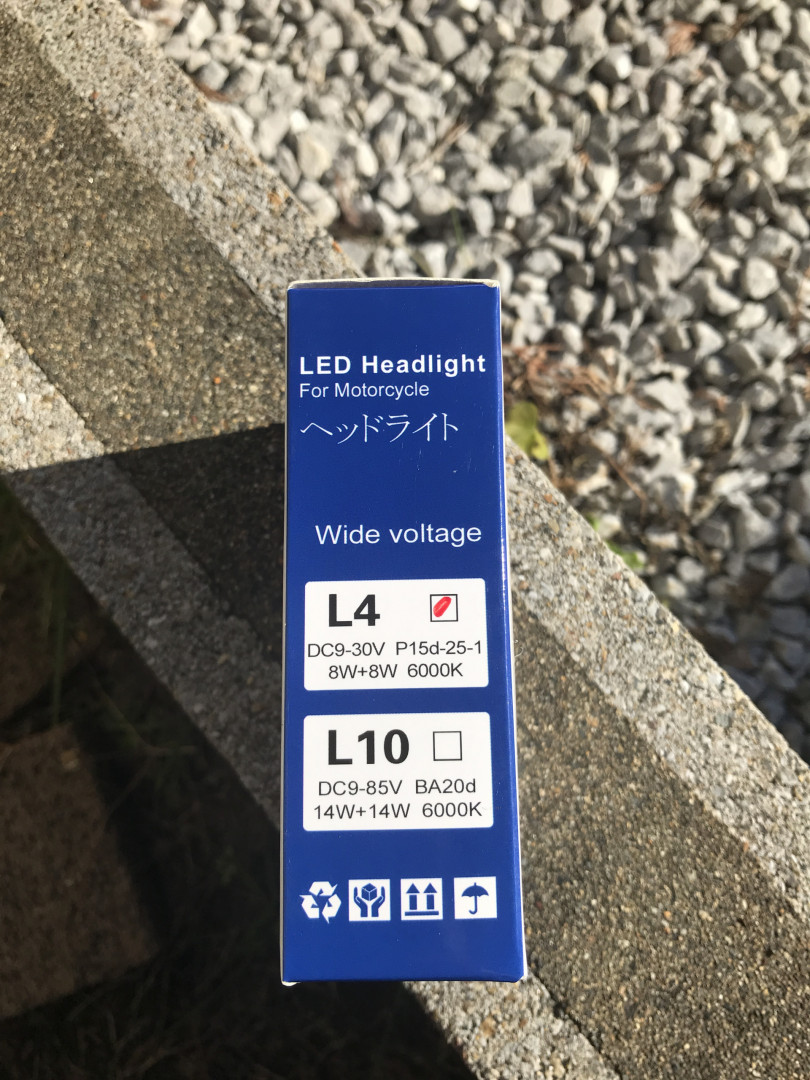 LED Headlight
For Motorcycle
ヘッドライト
Wide voltage
L4
DC9-30V P15d-25-1
8W+8W 6000K
L10
DC9-85V BA20d
14W+14W 6000K